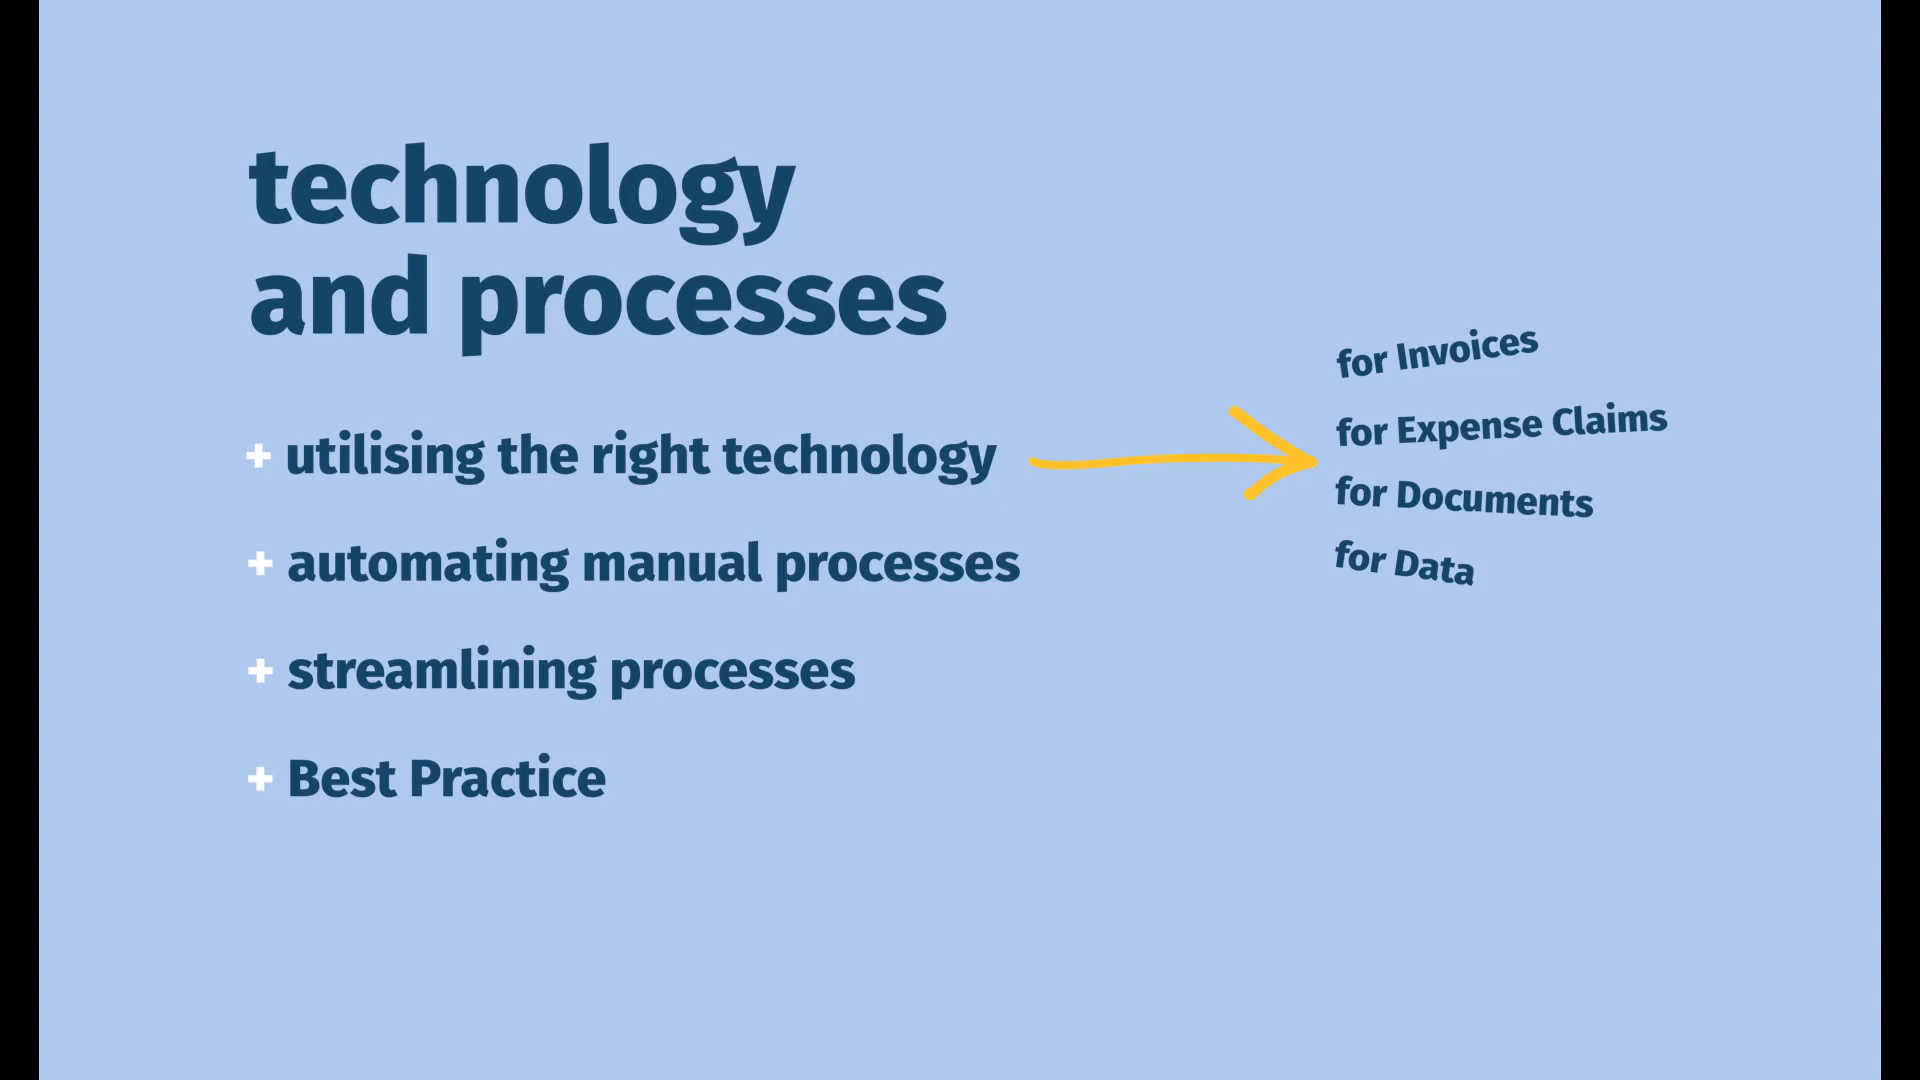 technology
and processes
+ utilising the right technology
for Invoices
for Expense Claims
for Documents
for Data
+ automating manual processes
+ streamlining processes
+ Best Practice